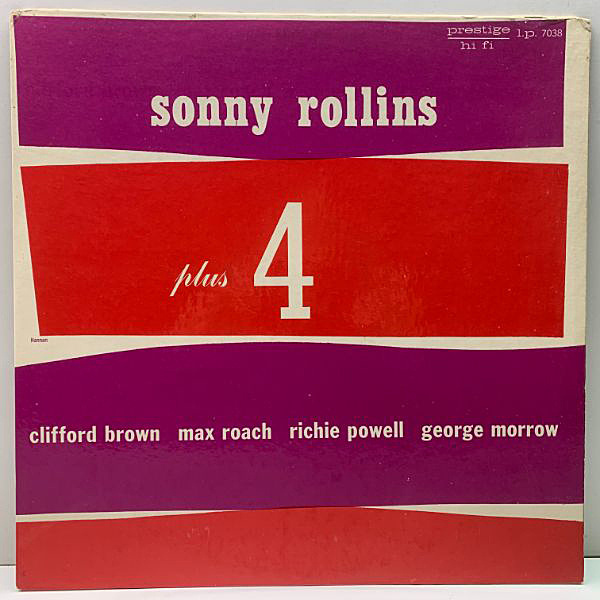 prestige l.p. 7038
hi fi
sonny rollins
plus 4
Hannan
clifford brown max roach richie powell george morrow